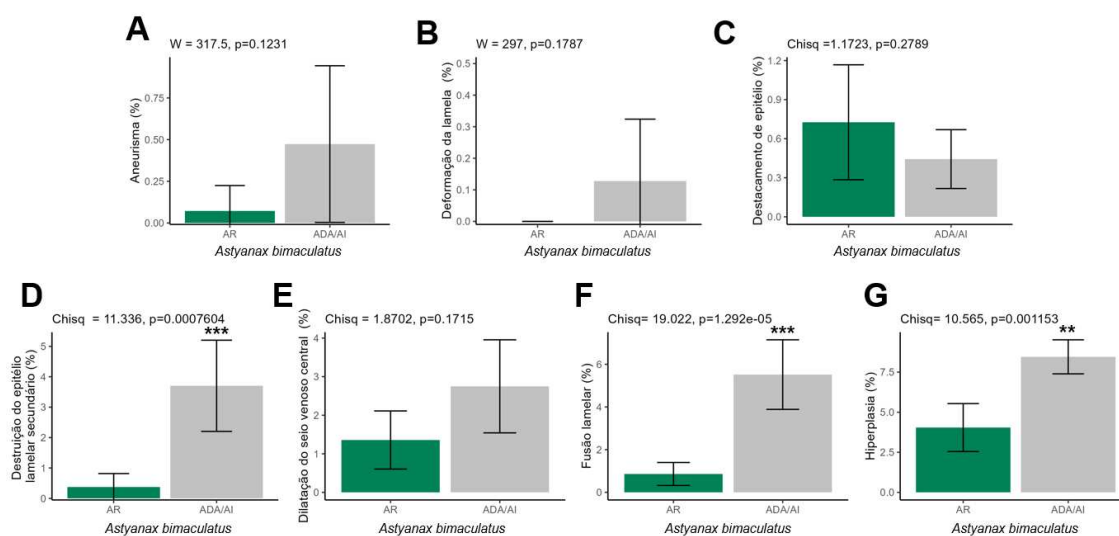 A
W = 317.5, p=0.1231
Aneurisma (%)
0.75
0.50
0.25
0.00
AR
ADA/AI
Astyanax bimaculatus
B
W = 297, p=0.1787
Deformação da lamela (%)
0.5
0.4
0.3
0.2
0.1
0.0
AR
ADA/AI
Astyanax bimaculatus
C
Chisq =1.1723, p=0.2789
Destacamento de epitélio (%)
1.2
0.9
0.6
0.3
0.0
AR
ADA/AI
Astyanax bimaculatus
D
Chisq = 11.336, p=0.0007604
***
Destruição do epitélio
lamelar secundário (%)
5
4
3
2
1
0
AR
ADA/AI
Astyanax bimaculatus
E
Chisq = 1.8702, p=0.1715
Dilatação do seio venoso central (%)
4
3
2
1
0
AR
ADA/AI
Astyanax bimaculatus
F
Chisq= 19.022, p=1.292e-05
***
Fusão lamelar (%)
6
4
2
0
AR
ADA/AI
Astyanax bimaculatus
G
Chisq= 10.565, p=0.001153
**
Hiperplasia (%)
7.5
5.0
2.5
0.0
AR
ADA/AI
Astyanax bimaculatus